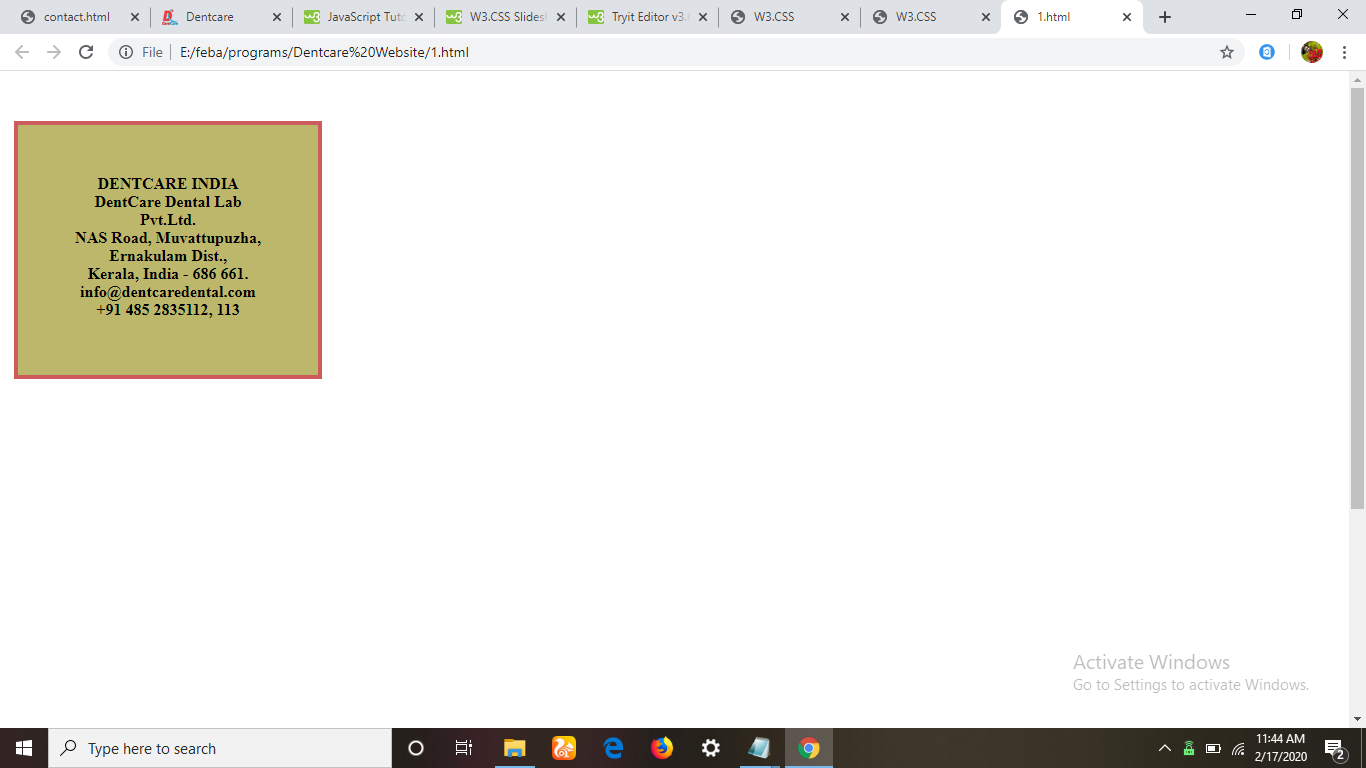 contact.html
Dentcare
JavaScript Tuto
W3.CSS Slides
Tryit Editor v3.
W3.CSS
W3.CSS
1.html
File
E:/feba/programs/Dentcare%20Website/1.html
DENTCARE INDIA
DentCare Dental Lab
Pvt.Ltd.
NAS Road, Muvattupuzha,
Ernakulam Dist.,
Kerala, India - 686 661.
info@dentcaredental.com
+91 485 2835112, 113
Activate Windows
Go to Settings to activate Windows.
Type here to search
11:44 AM
2/17/2020
2